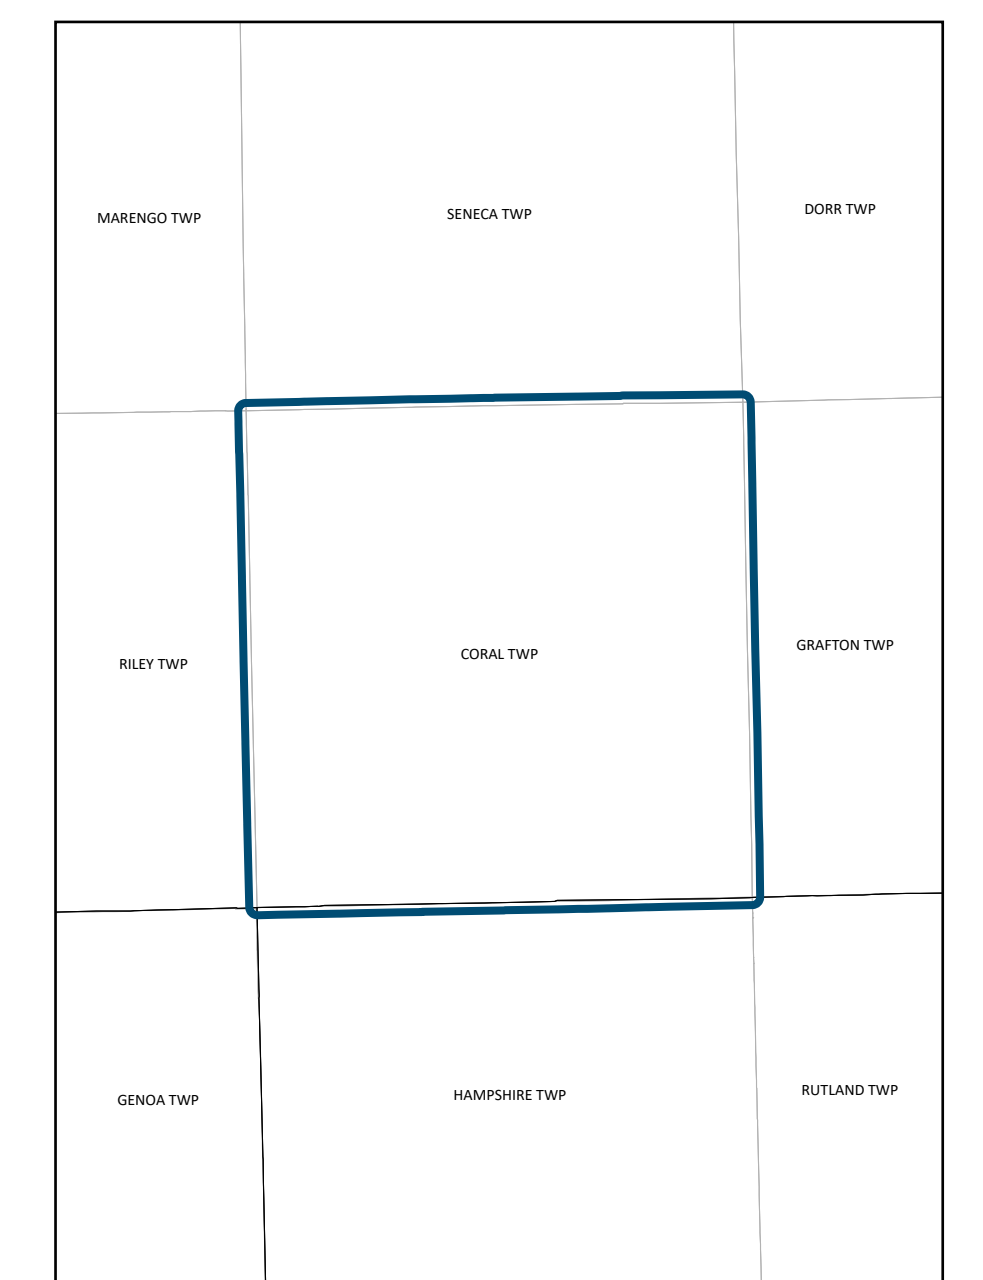 MARENGO TWP
SENECA TWP
DORR TWP
RILEY TWP
CORAL TWP
GRAFTON TWP
GENOA TWP
HAMPSHIRE TWP
RUTLAND TWP